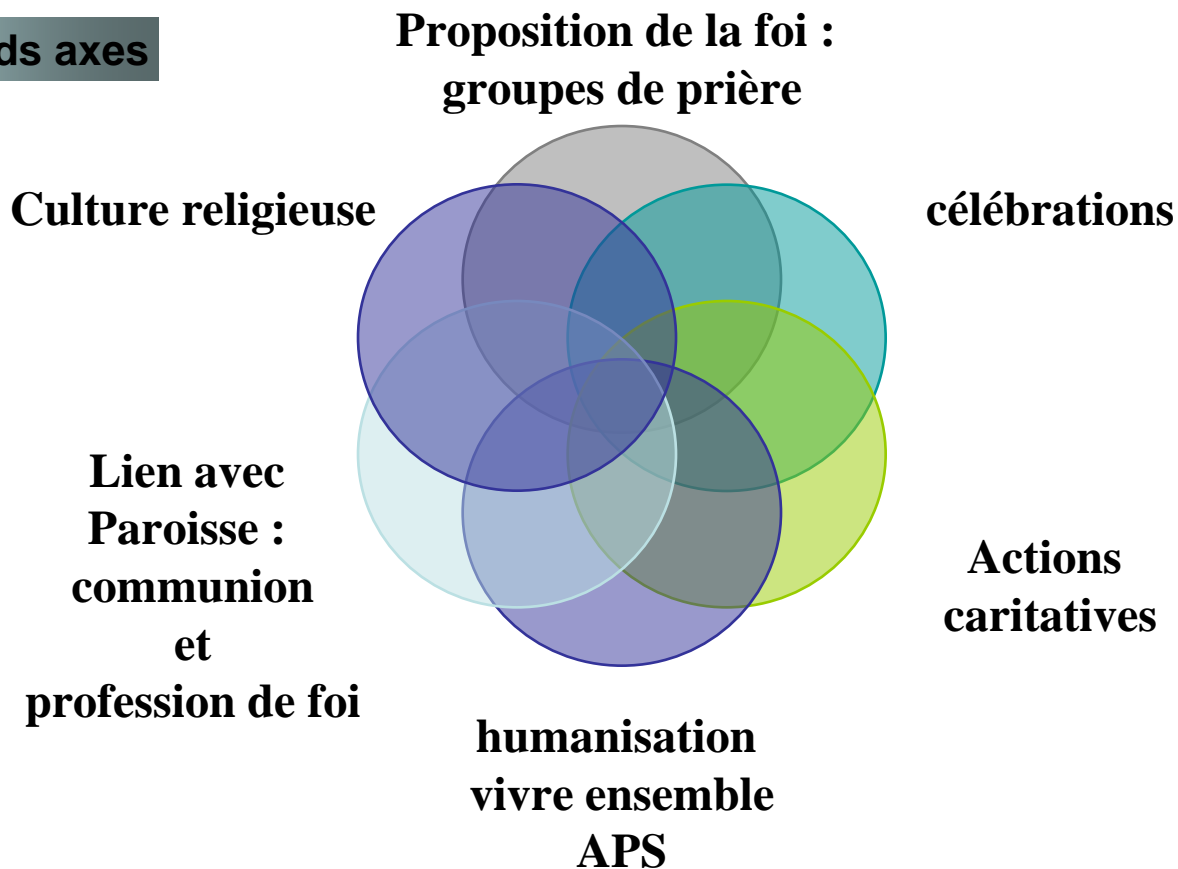 ds axes
Proposition de la foi :
groupes de prière
Culture religieuse
célébrations
Lien avec
Paroisse :
communion
et
profession de foi
Actions
caritatives
humanisation
vivre ensemble
APS